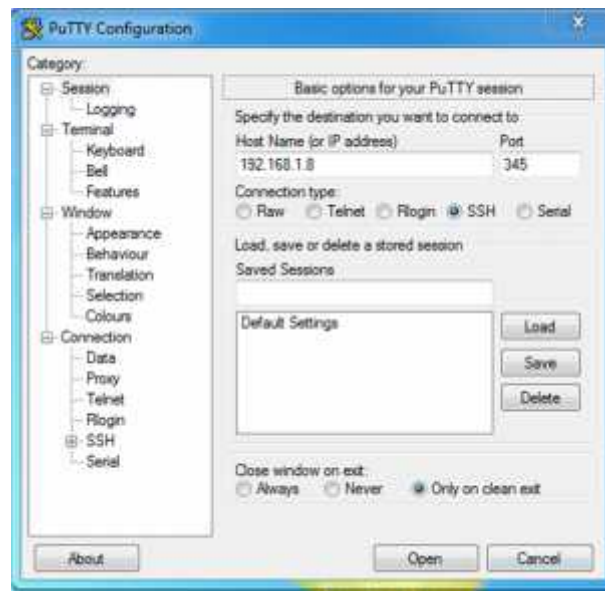 PuTTY Configuration
Category:
Session
Logging
Terminal
Keyboard
Bell
Features
Window
Appearance
Behaviour
Translation
Selection
Colours
Connection
Data
Proxy
Telnet
Rlogin
SSH
Serial
Basic options for your PuTTY session
Specify the destination you want to connect to
Host Name (or IP address) Port
192.168.1.8 345
Connection type:
Raw Telnet Rlogin SSH Serial
Load, save or delete a stored session
Saved Sessions
Default Settings
Load
Save
Delete
Close window on exit:
Always Never Only on clean exit
About Open Cancel